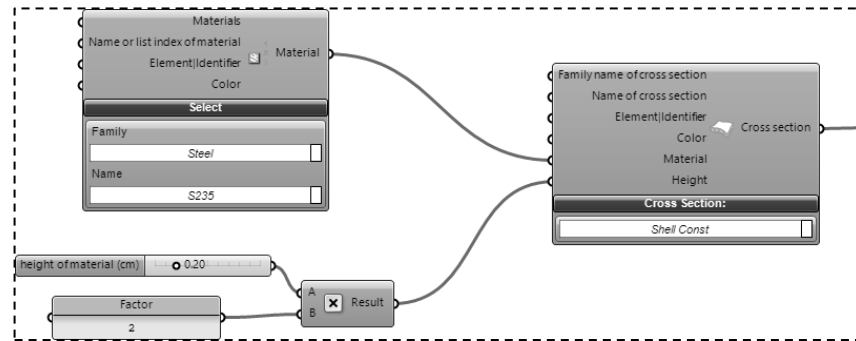 Materials
Name or list index of material
Element|Identifier
Color
Material
Select
Family
Steel
Name
S235
Family name of cross section
Name of cross section
Element|Identifier
Color
Material
Height
Cross section
Cross Section:
Shell Const
height of material (cm)
0.20
Factor
2
A
B
Result